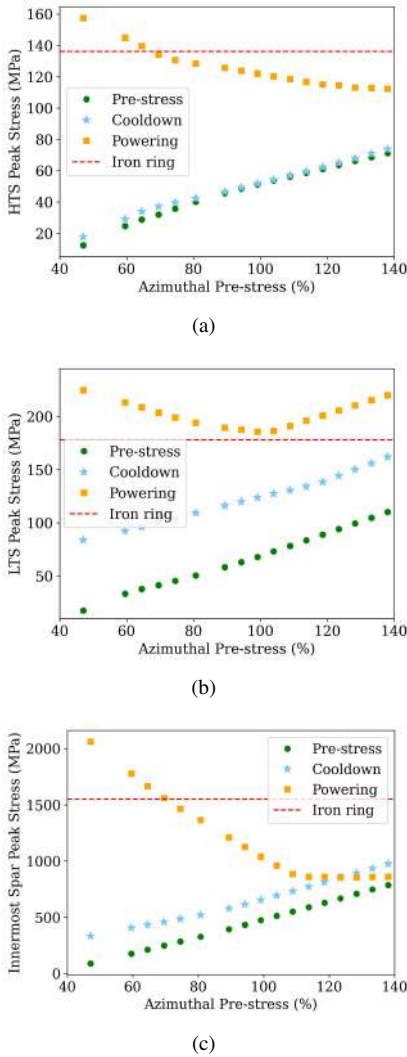 160
140
120
100
80
60
40
20
HTS Peak Stress (MPa)
Pre-stress
Cooldown
Powering
Iron ring
40 60 80 100 120 140
Azimuthal Pre-stress (%)
(a)
200
150
100
50
LTS Peak Stress (MPa)
Pre-stress
Cooldown
Powering
Iron ring
40 60 80 100 120 140
Azimuthal Pre-stress (%)
(b)
2000
1500
1000
500
0
Innermost Spar Peak Stress (MPa)
Pre-stress
Cooldown
Powering
Iron ring
40 60 80 100 120 140
Azimuthal Pre-stress (%)
(c)